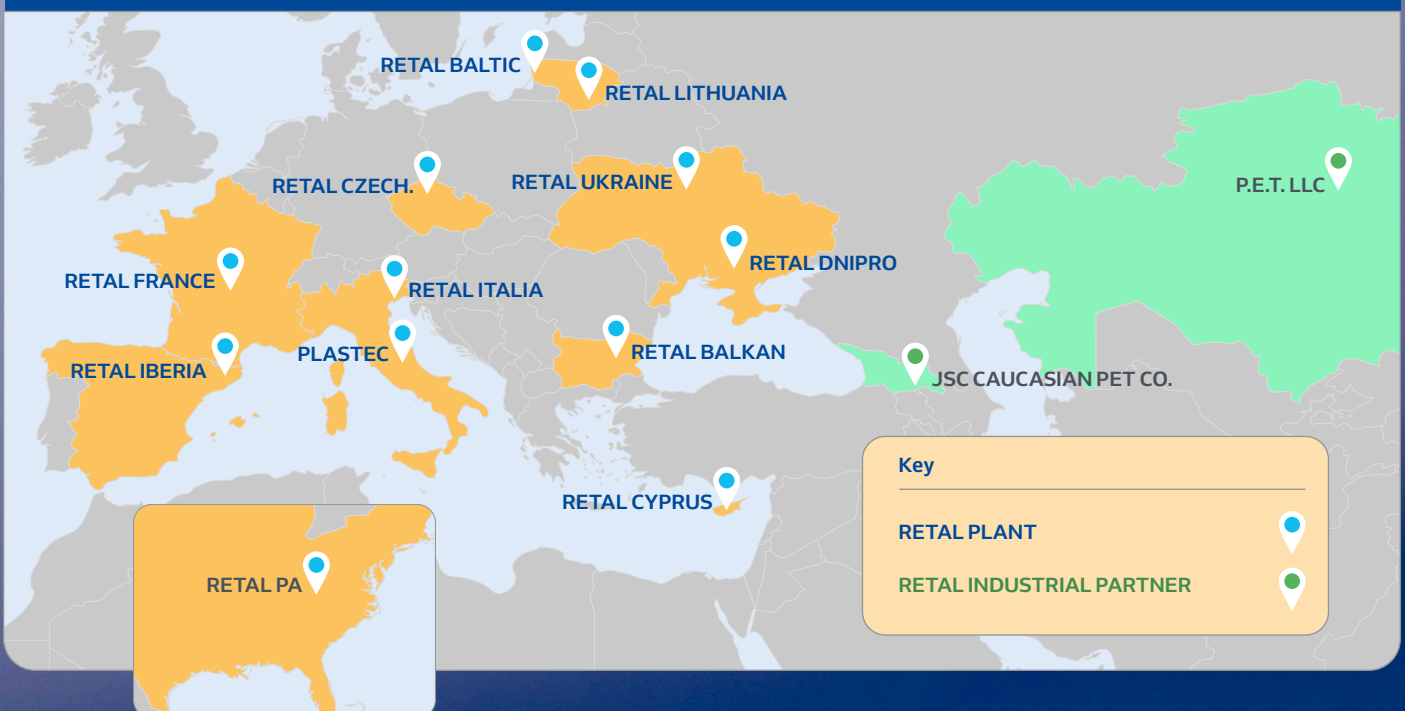 RETAL BALTIC
RETAL LITHUANIA
RETAL CZECH.
RETAL UKRAINE
P.E.T. LLC
RETAL DNIPRO
RETAL FRANCE
RETAL ITALIA
PLASTEC
RETAL BALKAN
RETAL IBERIA
JSC CAUCASIAN PET CO.
RETAL CYPRUS
RETAL PA
Key
RETAL PLANT
RETAL INDUSTRIAL PARTNER